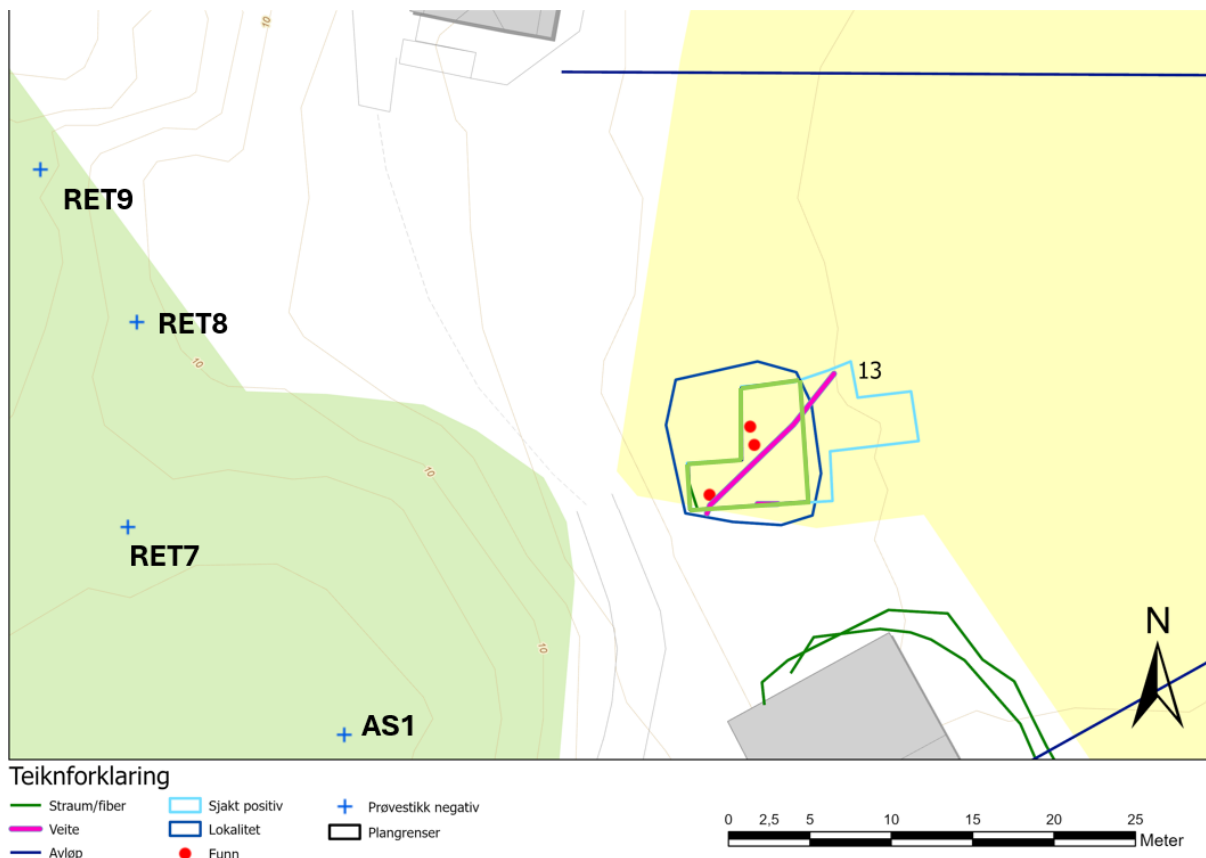 10
RET9
RET8
10
13
10
RET7
10
N
AS1
Teiknforklaring
Straum/fiber
Sjakt positiv
Prøvestikk negativ
Veite
Lokalitet
Plangrenser
Avløp
Funn
0 2,5 5 10 15 20 25
Meter